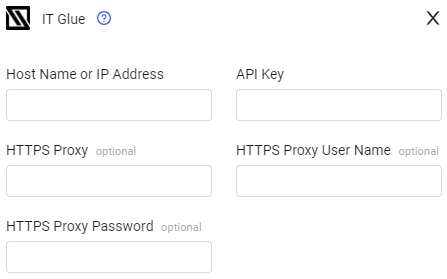 IT Glue ? X
Host Name or IP Address API Key
HTTPS Proxy optional HTTPS Proxy User Name optional
HTTPS Proxy Password optional